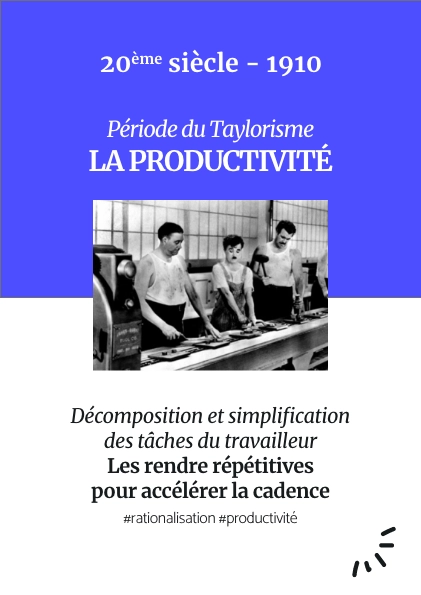 20ème siècle - 1910
Période du Taylorisme
LA PRODUCTIVITÉ
Décomposition et simplification
des tâches du travailleur
Les rendre répétitives
pour accélérer la cadence
#rationalisation #productivité